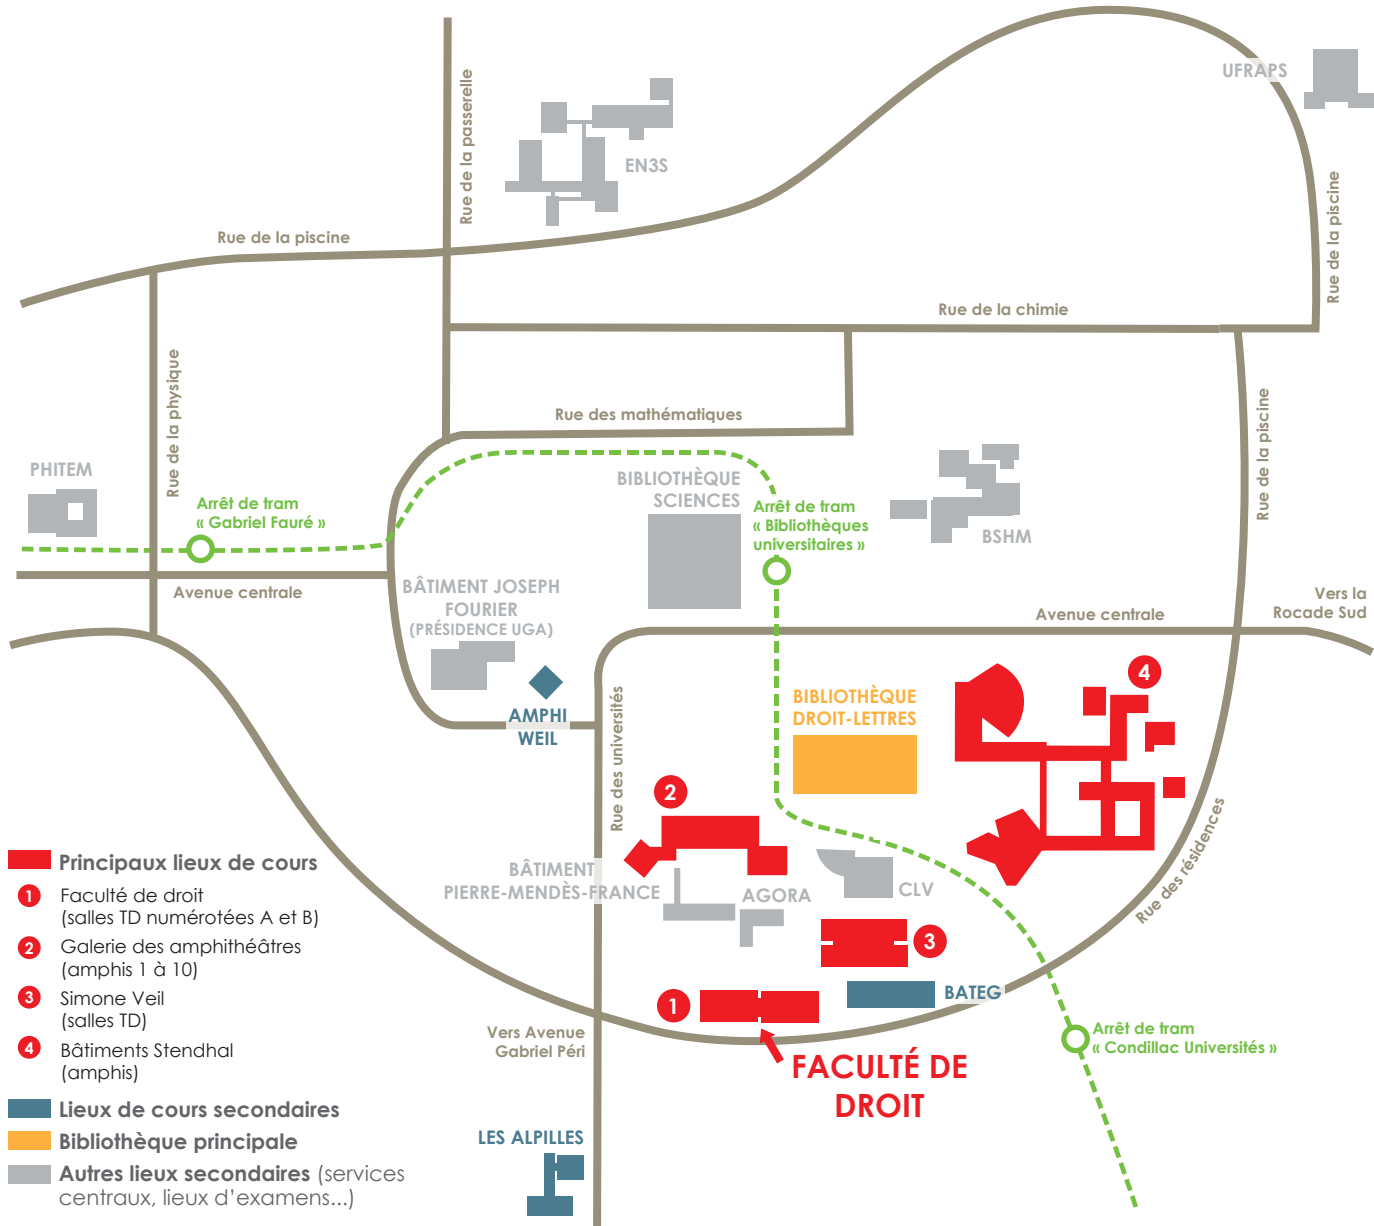 UFRAPS
Rue de la passerelle
EN3S
Rue de la piscine
Rue de la piscine
Rue de la chimie
Rue de la physique
Rue des mathématiques
Rue de la piscine
PHITEM
BIBLIOTHÈQUE
SCIENCES
Arrêt de tram
« Gabriel Fauré »
Arrêt de tram
« Bibliothèques
universitaires »
BSHM
Avenue centrale
BÂTIMENT JOSEPH
FOURIER
(PRÉSIDENCE UGA)
Avenue centrale
Vers la
Rocade Sud
4
AMPHI
WEIL
Rue des universités
BIBLIOTHÈQUE
DROIT-LETTRES
2
Rue des résidences
BÂTIMENT
PIERRE-MENDÈS-FRANCE
AGORA
CLV
3
BATEG
1
Vers Avenue
Gabriel Péri
Arrêt de tram
« Condillac Universités »
FACULTÉ DE
DROIT
LES ALPILLES
Principaux lieux de cours
1 Faculté de droit
(salles TD numérotées A et B)
2 Galerie des amphithéâtres
(amphis 1 à 10)
3 Simone Veil
(salles TD)
4 Bâtiments Stendhal
(amphis)
Lieux de cours secondaires
Bibliothèque principale
Autres lieux secondaires (services
centraux, lieux d'examens...)